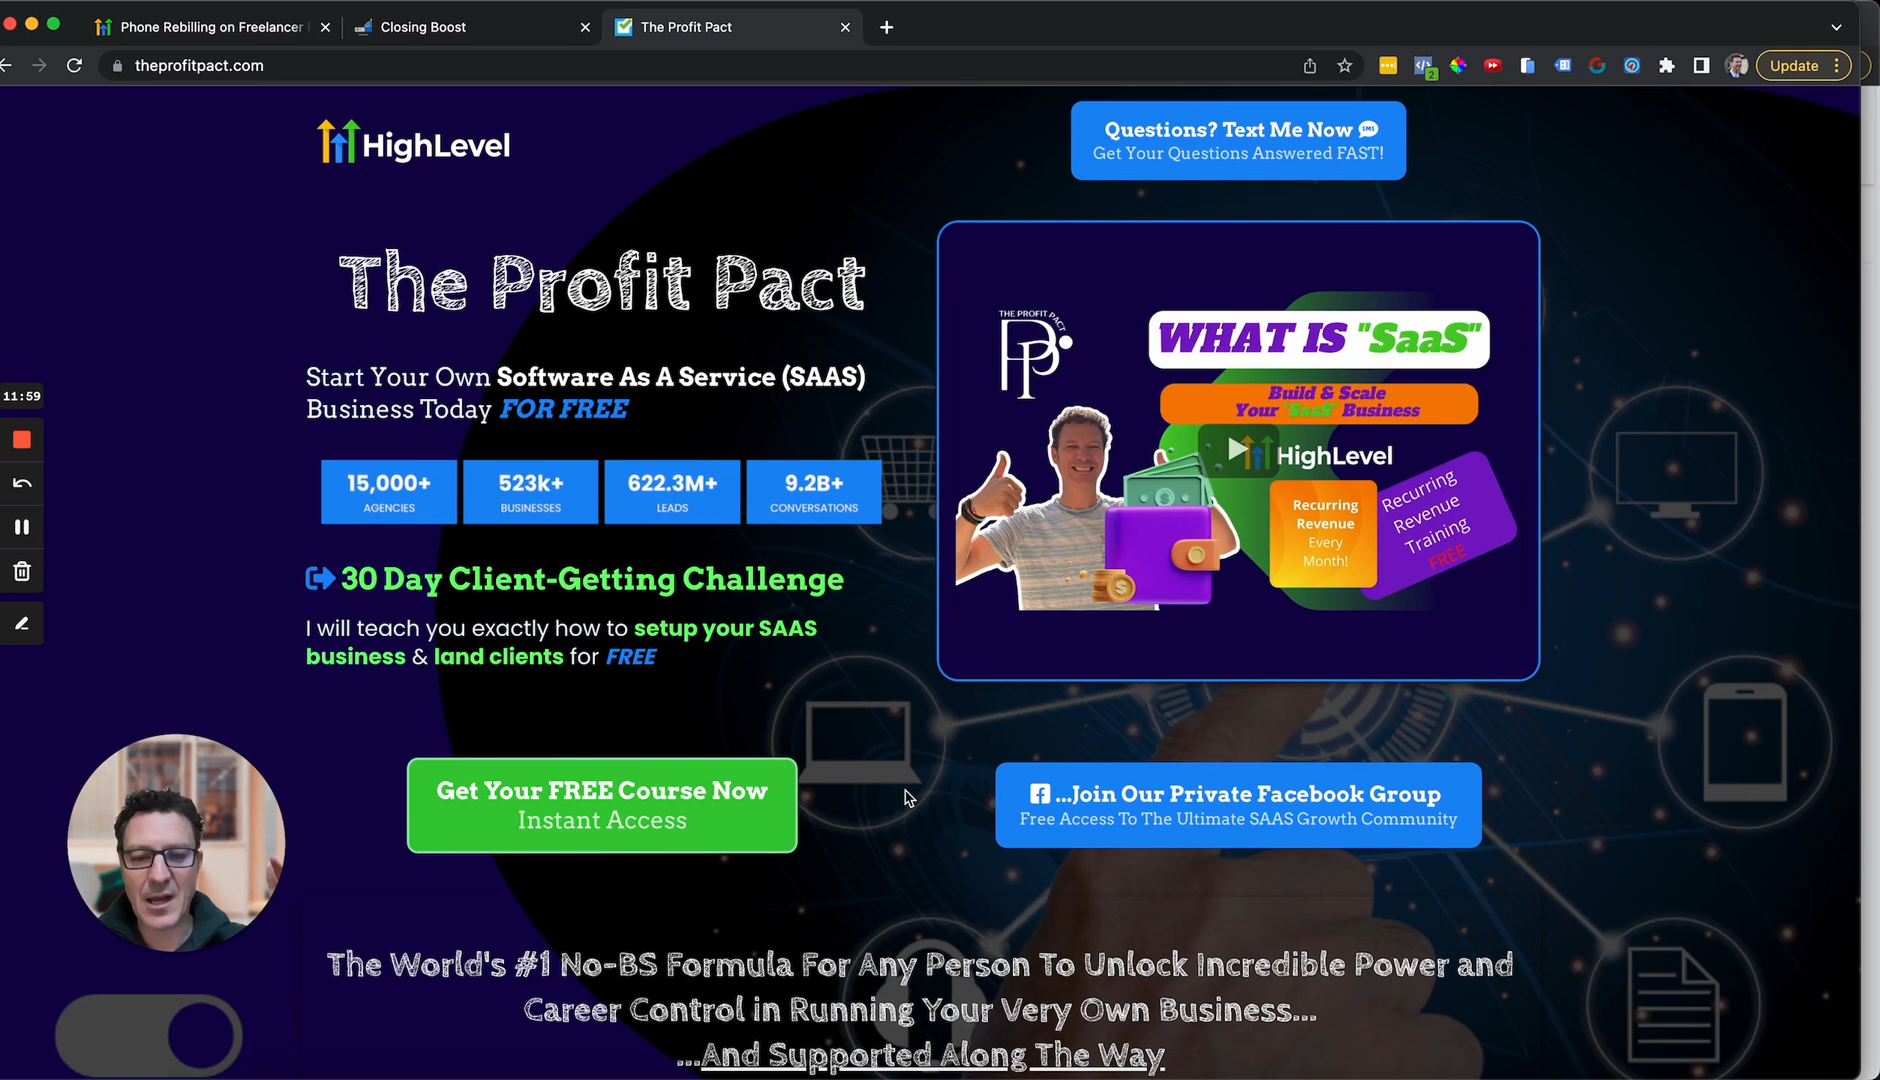 Phone Rebilling on Freelancer
Closing Boost
The Profit Pact
theprofitpact.com
2
Update
HighLevel
Questions? Text Me Now SMS
Get Your Questions Answered FAST!
The Profit Pact
Start Your Own Software As A Service (SAAS)
Business Today FOR FREE
15,000+
AGENCIES
523k+
BUSINESSES
622.3M+
LEADS
9.2B+
CONVERSATIONS
30 Day Client-Getting Challenge
I will teach you exactly how to setup your SAAS
business & land clients for FREE
THE PROFIT PACT
WHAT IS "SaaS"
Build & Scale
Your "SaaS" Business
HighLevel
Recurring
Revenue
Every
Month!
Recurring
Revenue
Training
FREE
11:59
Get Your FREE Course Now
Instant Access
...Join Our Private Facebook Group
Free Access To The Ultimate SAAS Growth Community
The World's #1 No-BS Formula For Any Person To Unlock Incredible Power and
Career Control in Running Your Very Own Business...
...And Supported Along The Way